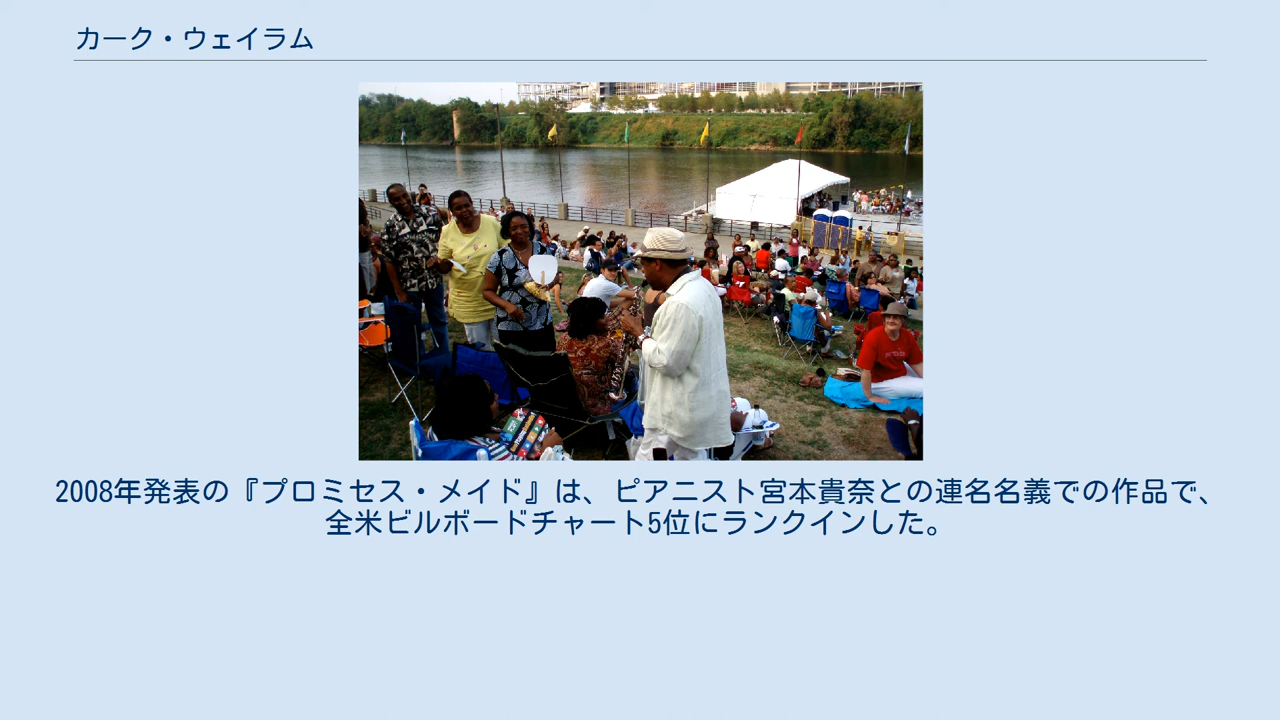 カーク・ウェイラム
2008年発表の『プロミセス・メイド』は、ピアニスト宮本貴奈との連名名義での作品で、
全米ビルボードチャート5位にランクインした。